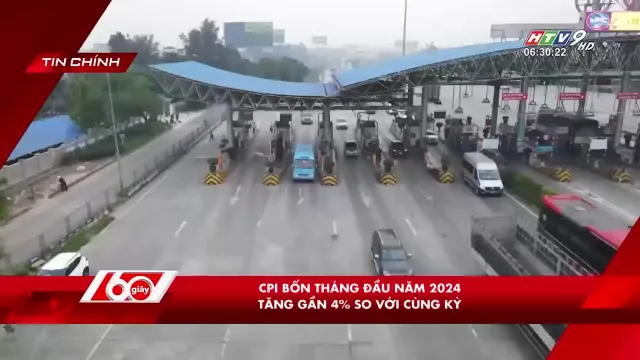 TIN CHÍNH
HTV9 HD
06:30:22
60 giây
CPI BỐN THÁNG ĐẦU NĂM 2024
TĂNG GẦN 4% SO VỚI CÙNG KỲ